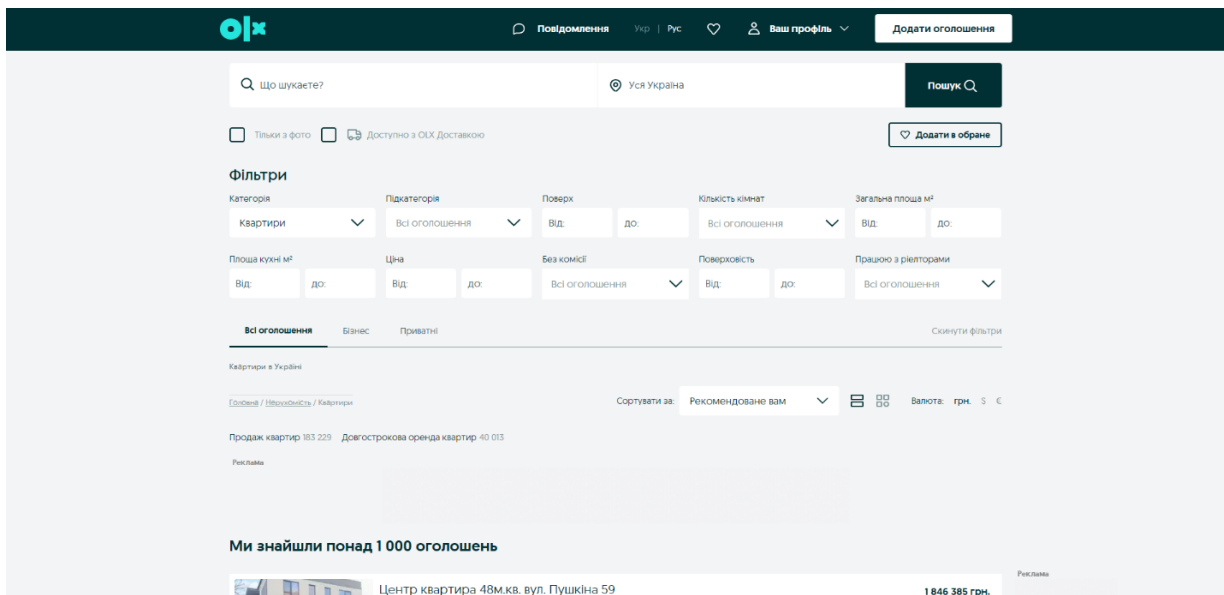 olx Повідомлення Укр | Рус Ваш профіль Додати оголошення
Що шукаєте? Уся Україна Пошук
Тільки з фото Доступно з OLX Доставкою Додати в обране
Фільтри
Категорія Підкатегорія Поверх Кількість кімнат Загальна площа м²
Квартири Всі оголошення Від: до: Всі оголошення Від: до:
Площа кухні м² Ціна Без комісії Поверховість Працюю з ріелторами
Від: до: Від: до: Всі оголошення Від: до: Всі оголошення
Всі оголошення Бізнес Приватні Скинути фільтри
Квартири в Україні
Головна / Нерухомість / Квартири Сортувати за: Рекомендоване вам Валюта: грн. $ €
Продаж квартир 183 229 Довгострокова оренда квартир 40 013
Реклама
Ми знайшли понад 1 000 оголошень
Реклама
Центр квартира 48м.кв. вул. Пушкіна 59 1 846 385 грн.